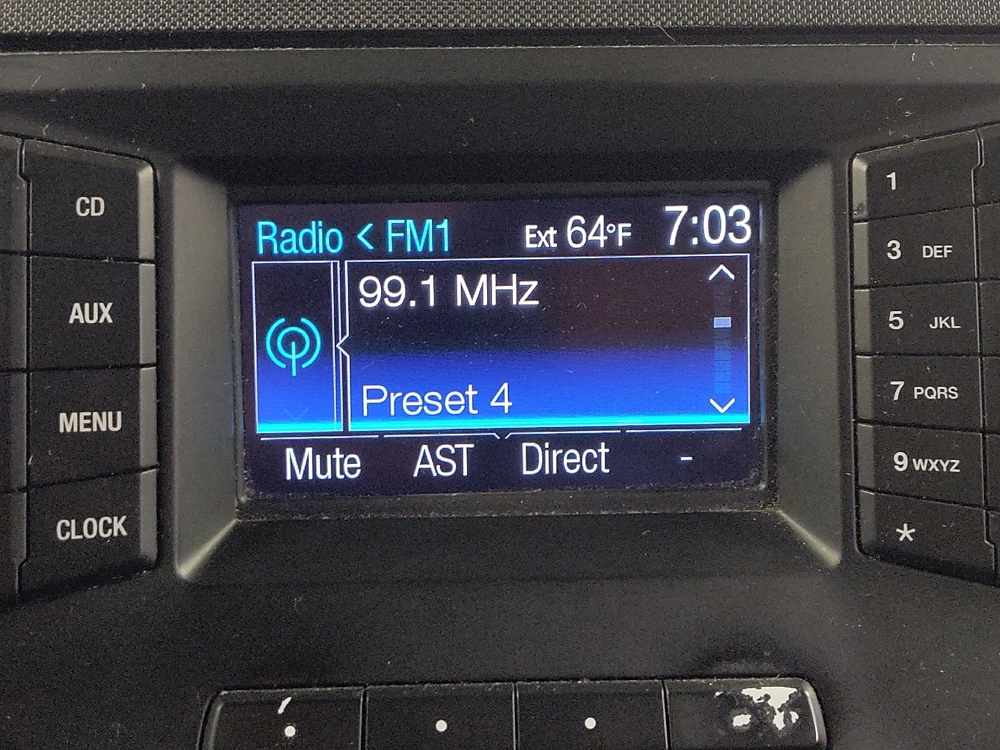 CD
AUX
MENU
CLOCK
Radio < FM1 Ext 64°F 7:03
99.1 MHz
Preset 4
Mute AST Direct -
1
3 DEF
5 JKL
7 PQRS
9 WXYZ
*